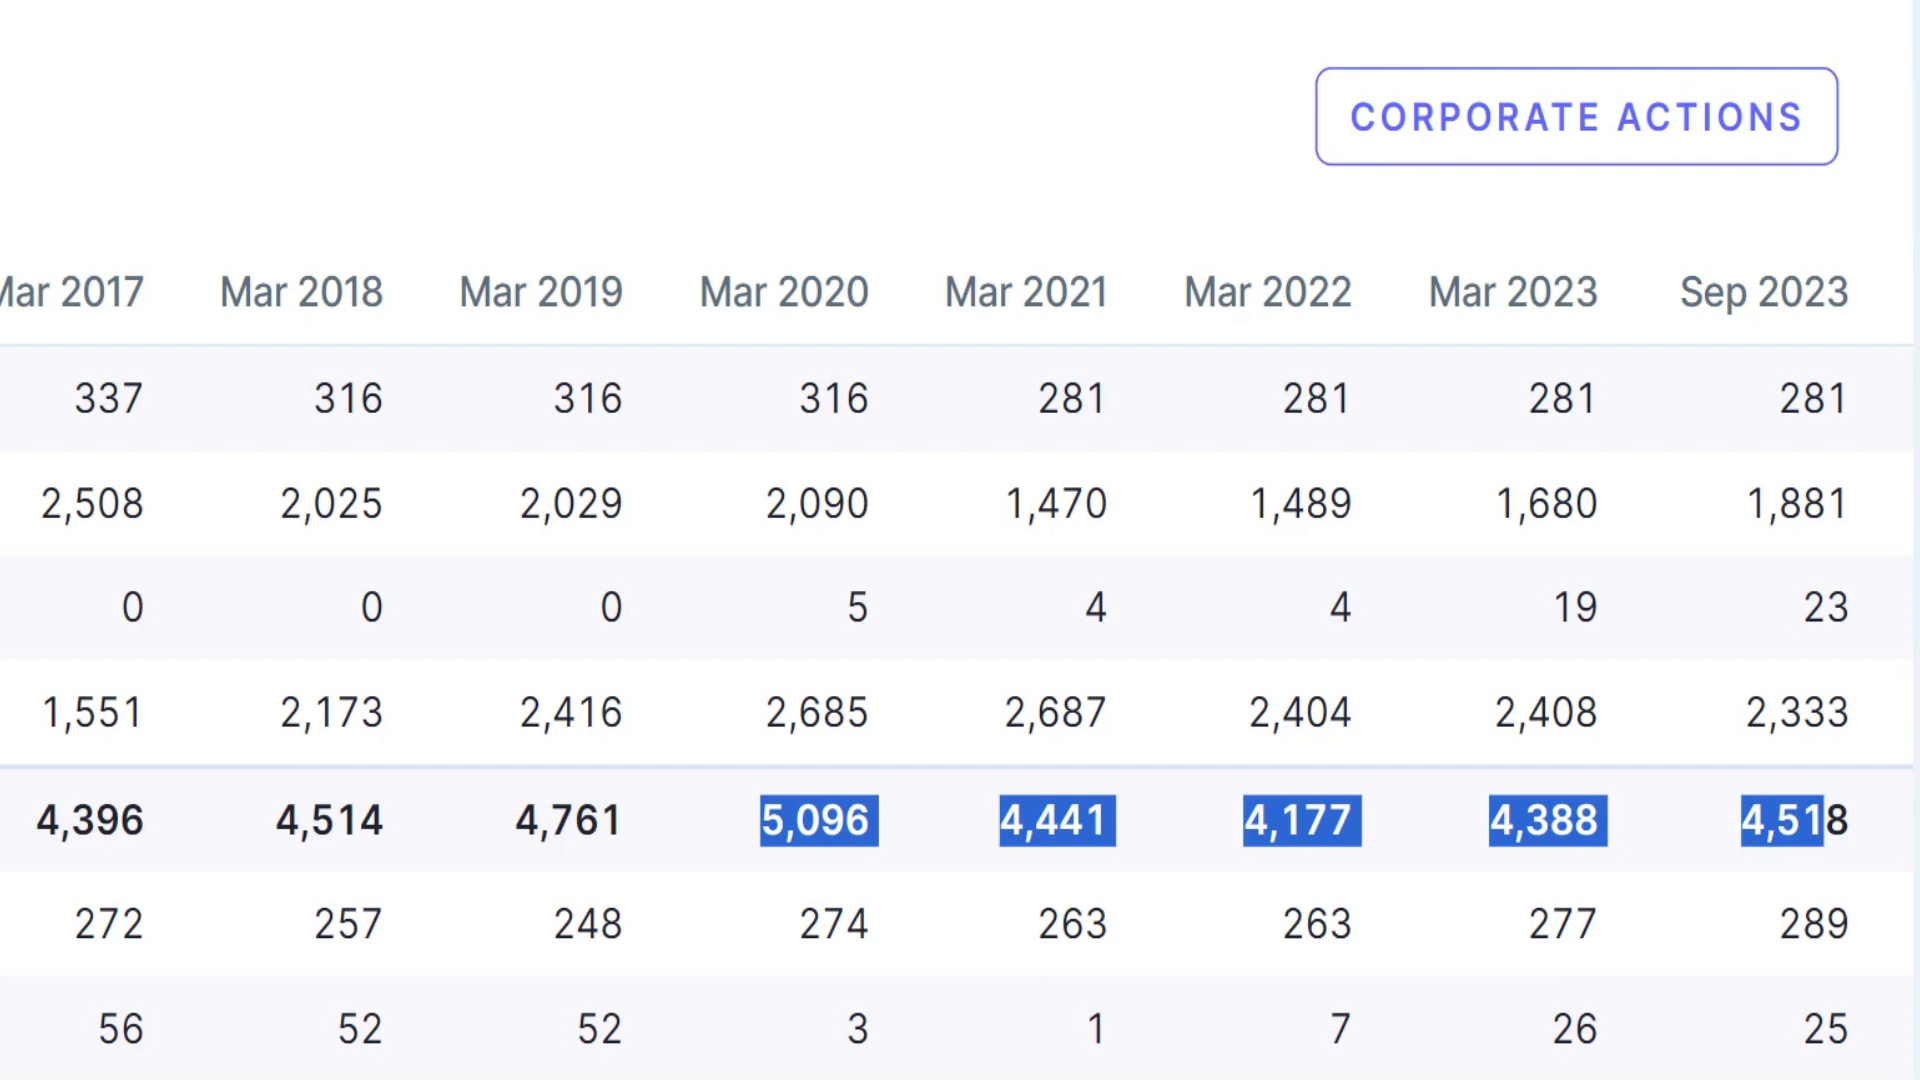 CORPORATE ACTIONS
Mar 2017 Mar 2018 Mar 2019 Mar 2020 Mar 2021 Mar 2022 Mar 2023 Sep 2023
337 316 316 316 281 281 281 281
2,508 2,025 2,029 2,090 1,470 1,489 1,680 1,881
0 0 0 5 4 4 19 23
1,551 2,173 2,416 2,685 2,687 2,404 2,408 2,333
4,396 4,514 4,761 5,096 4,441 4,177 4,388 4,518
272 257 248 274 263 263 277 289
56 52 52 3 1 7 26 25